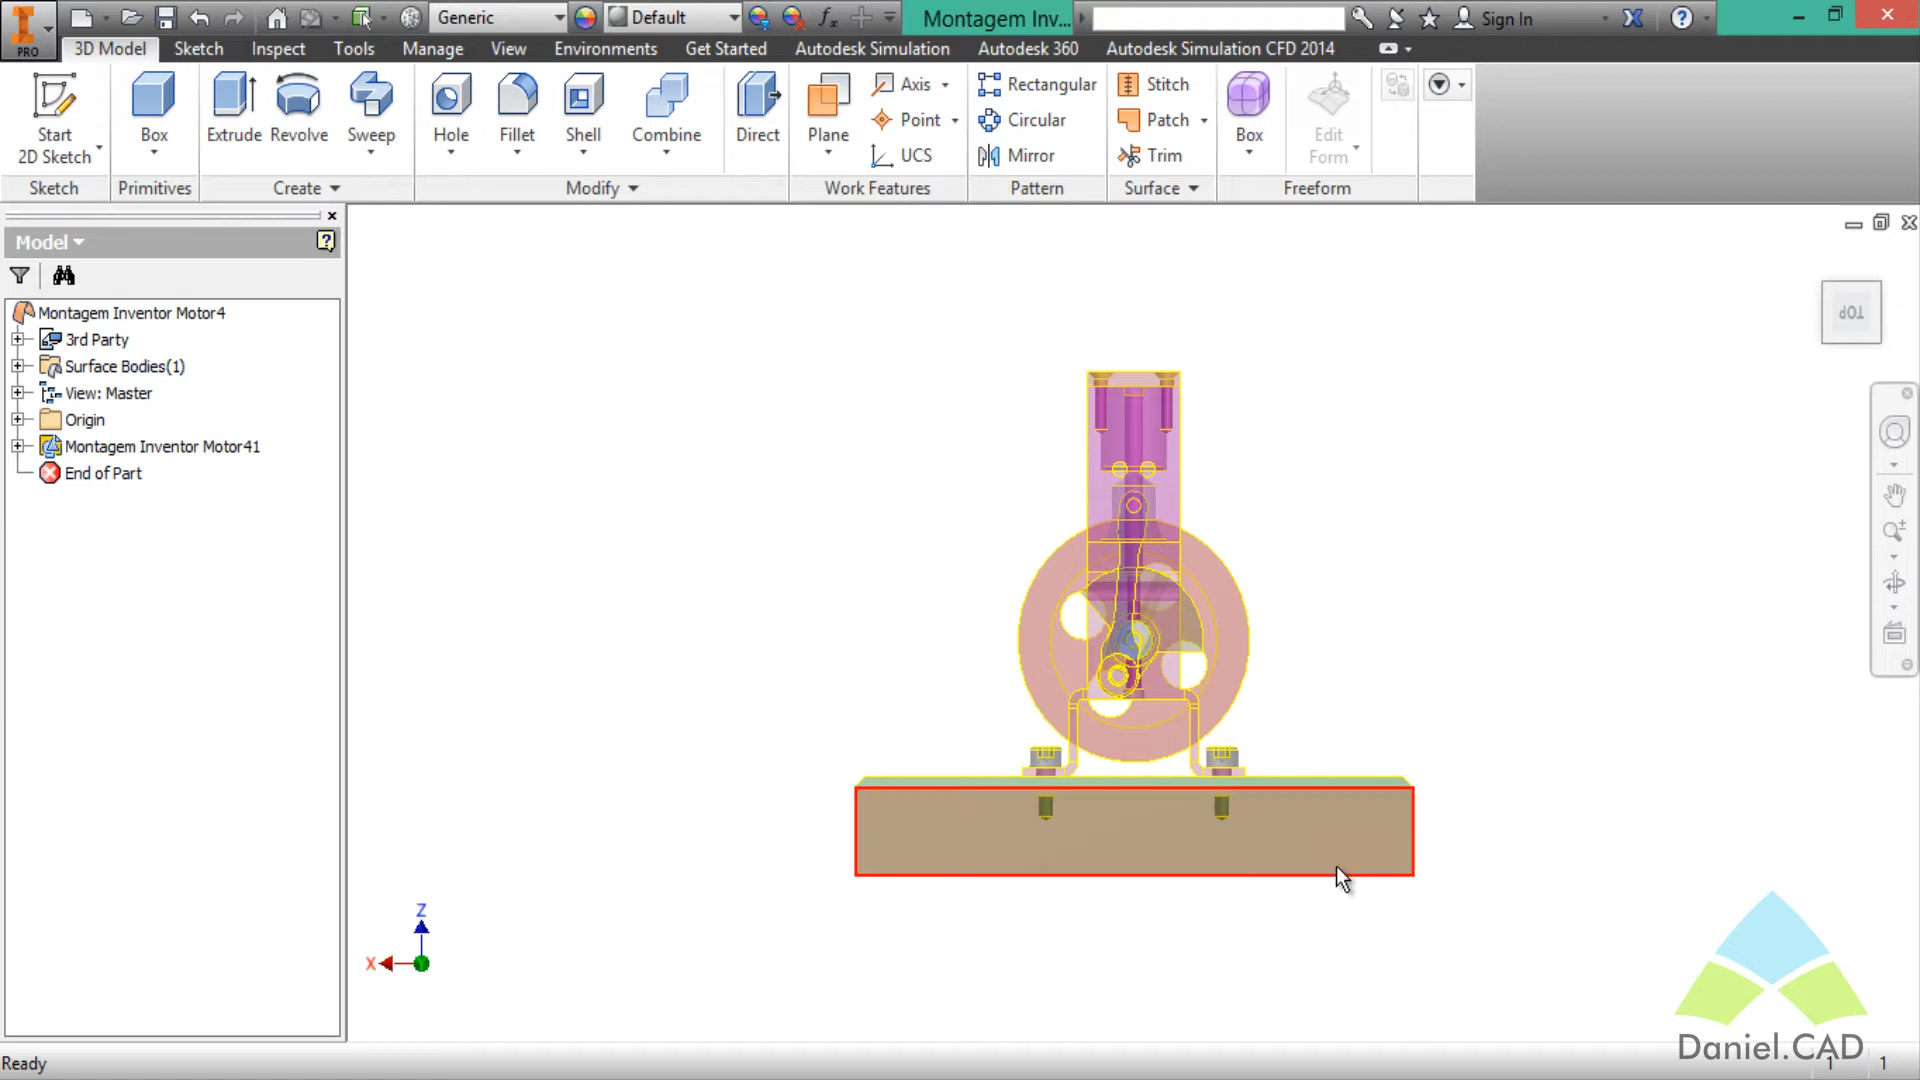 PRO
Generic
Default
fx
Montagem Inv...
Sign In
3D Model
Sketch
Inspect
Tools
Manage
View
Environments
Get Started
Autodesk Simulation
Autodesk 360
Autodesk Simulation CFD 2014
Start
2D Sketch
Box
Extrude
Revolve
Sweep
Hole
Fillet
Shell
Combine
Direct
Plane
Axis
Point
UCS
Rectangular
Circular
Mirror
Stitch
Patch
Trim
Box
Edit
Form
Sketch
Primitives
Create
Modify
Work Features
Pattern
Surface
Freeform
Model
Montagem Inventor Motor4
3rd Party
Surface Bodies(1)
View: Master
Origin
Montagem Inventor Motor41
End of Part
TOP
Z
X
Daniel.CAD
Ready
1
1